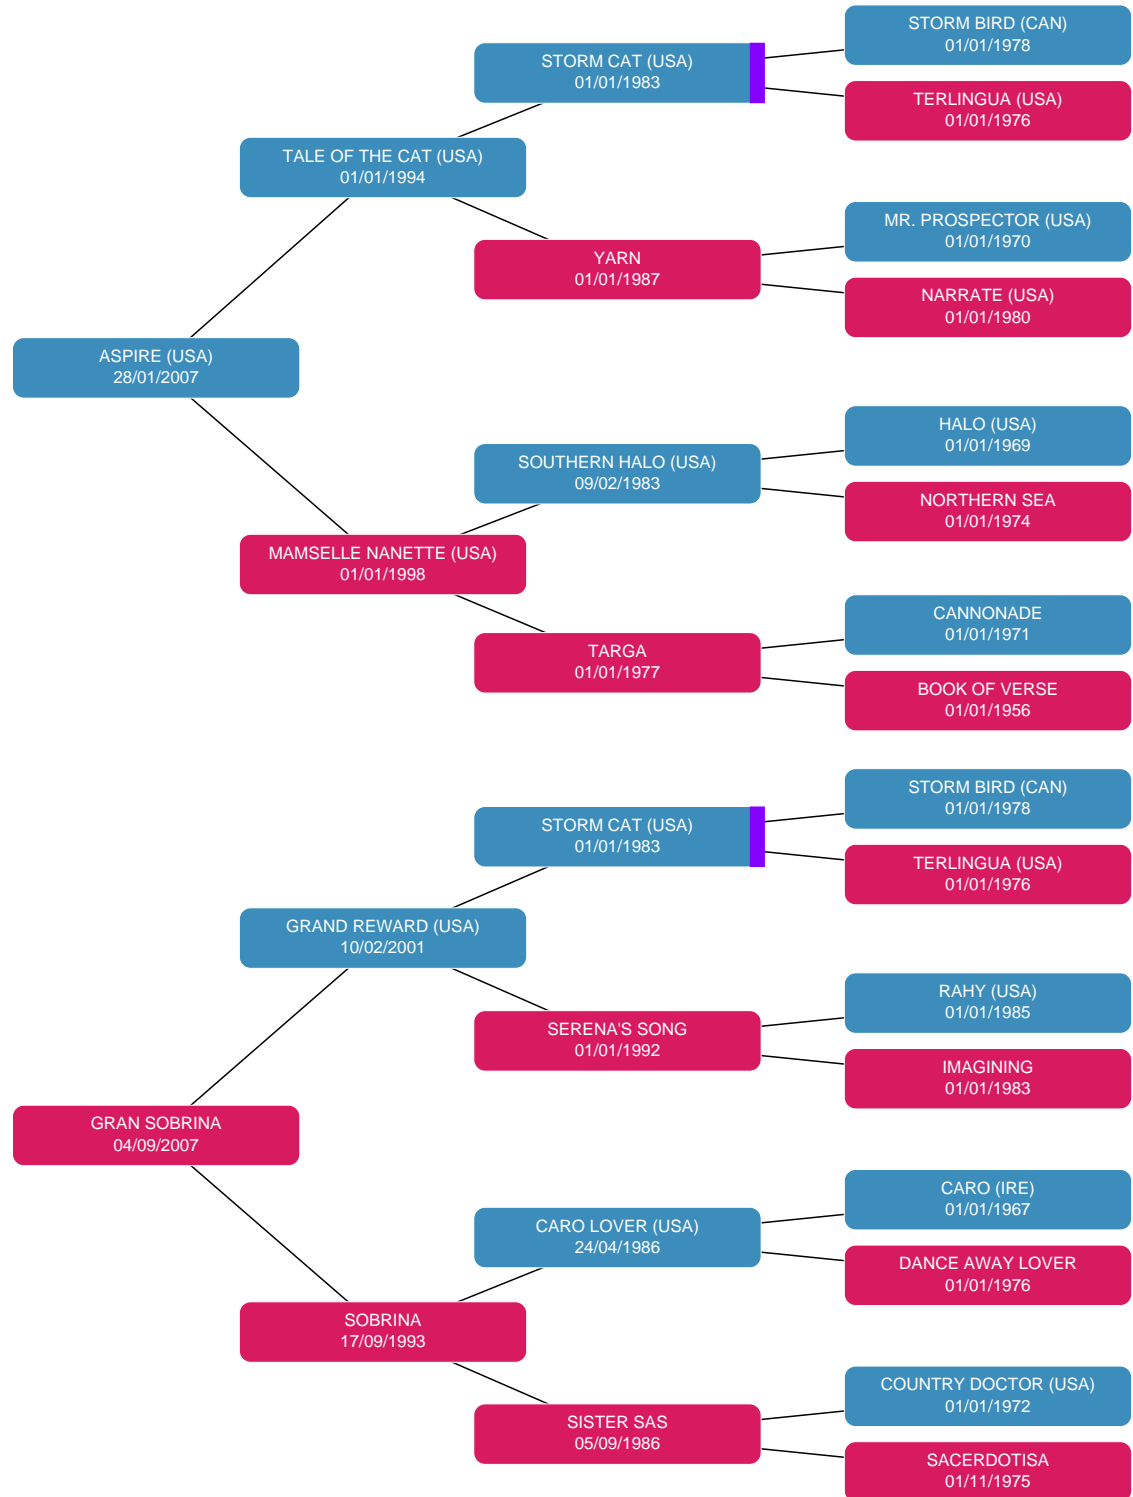 STORM BIRD (CAN)
01/01/1978
STORM CAT (USA)
01/01/1983
TERLINGUA (USA)
01/01/1976
TALE OF THE CAT (USA)
01/01/1994
MR. PROSPECTOR (USA)
01/01/1970
YARN
01/01/1987
NARRATE (USA)
01/01/1980
ASPIRE (USA)
28/01/2007
HALO (USA)
01/01/1969
SOUTHERN HALO (USA)
09/02/1983
NORTHERN SEA
01/01/1974
MAMSELLE NANETTE (USA)
01/01/1998
CANNONADE
01/01/1971
TARGA
01/01/1977
BOOK OF VERSE
01/01/1956
STORM BIRD (CAN)
01/01/1978
STORM CAT (USA)
01/01/1983
TERLINGUA (USA)
01/01/1976
GRAND REWARD (USA)
10/02/2001
RAHY (USA)
01/01/1985
SERENA'S SONG
01/01/1992
IMAGINING
01/01/1983
GRAN SOBRINA
04/09/2007
CARO (IRE)
01/01/1967
CARO LOVER (USA)
24/04/1986
DANCE AWAY LOVER
01/01/1976
SOBRINA
17/09/1993
COUNTRY DOCTOR (USA)
01/01/1972
SISTER SAS
05/09/1986
SACERDOTISA
01/11/1975